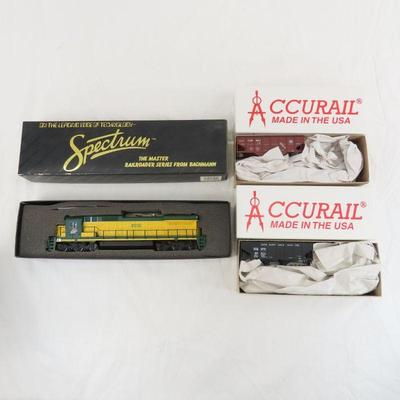 ON THE LEADING EDGE OF TECHNOLOGY
Spectrum™
THE MASTER
RAILROADER SERIES FROM BACHMANN
ACCURAIL®
MADE IN THE USA
ACCURAIL®
MADE IN THE USA